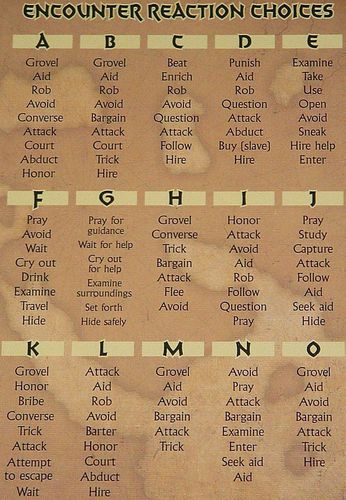 ENCOUNTER REACTION CHOICES
A
Grovel
Aid
Rob
Avoid
Converse
Attack
Court
Abduct
Honor
B
Grovel
Aid
Rob
Avoid
Bargain
Attack
Court
Trick
Hire
C
Beat
Enrich
Rob
Avoid
Question
Attack
Follow
Hire
D
Punish
Aid
Rob
Avoid
Question
Attack
Abduct
Buy (slave)
Hire
E
Examine
Take
Use
Open
Avoid
Sneak
Hire help
Enter
F
Pray
Avoid
Wait
Cry out
Drink
Examine
Travel
Hide
G
Pray for
guidance
Wait for help
Cry out
for help
Examine
surroundings
Set forth
Hide safely
H
Grovel
Converse
Trick
Bargain
Attack
Flee
Avoid
I
Honor
Attack
Avoid
Aid
Rob
Follow
Question
Pray
J
Pray
Study
Capture
Attack
Follow
Aid
Seek aid
Hide
K
Grovel
Honor
Bribe
Converse
Trick
Attack
Attempt
to escape
Wait
L
Attack
Aid
Rob
Avoid
Barter
Honor
Court
Abduct
Hire
M
Grovel
Aid
Avoid
Bargain
Attack
Trick
N
Avoid
Pray
Attack
Bargain
Examine
Enter
Seek aid
Aid
O
Grovel
Aid
Avoid
Bargain
Attack
Trick
Hire